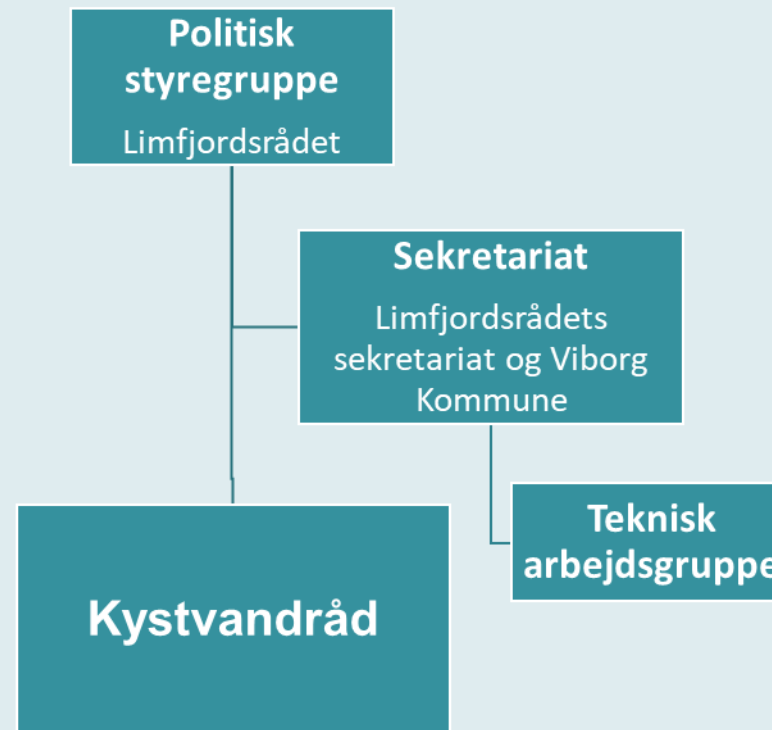 Politisk
styregruppe
Limfjordsrådet
Sekretariat
Limfjordsrådets
sekretariat og Viborg
Kommune
Teknisk
arbejdsgruppe
Kystvandråd